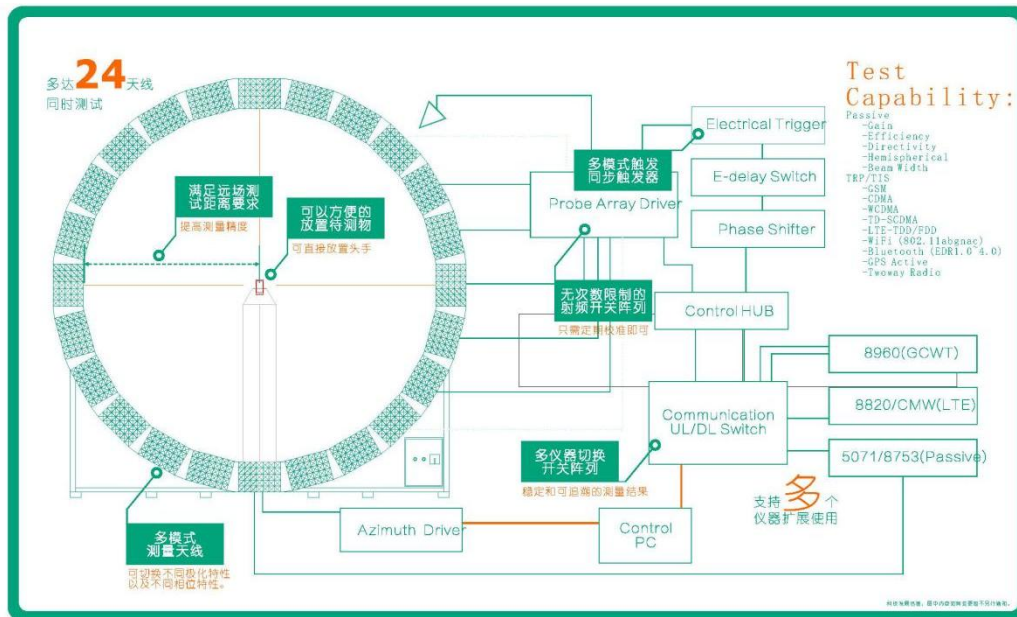 多达24天线
同时测试
满足远场测
试距离要求
提高测量精度
可以方便的
放置待测物
可直接放置头手
多模式
测量天线
可切换不同极化特性
以及不同相位特性。
Electrical Trigger
多模式触发
同步触发器
E-delay Switch
Probe Array Driver
Phase Shifter
无次数限制的
射频开关阵列
只需定期校准即可
Control HUB
Communication
UL/DL Switch
多仪器切换
开关阵列
稳定和可追溯的测量结果
Azimuth Driver
Control
PC
Test
Capability:
Passive
-Gain
-Efficiency
-Directivity
-Hemispherical
-Beam Width
TRP/TIS
-GSM
-CDMA
-WCDMA
-TD-SCDMA
-LTE-TDD/FDD
-WiFi (802.11abgnac)
-Bluetooth (EDR1.0~4.0)
-GPS Active
-Twoway Radio
8960(GCWT)
8820/CMW(LTE)
5071/8753(Passive)
支持多个
仪器扩展使用